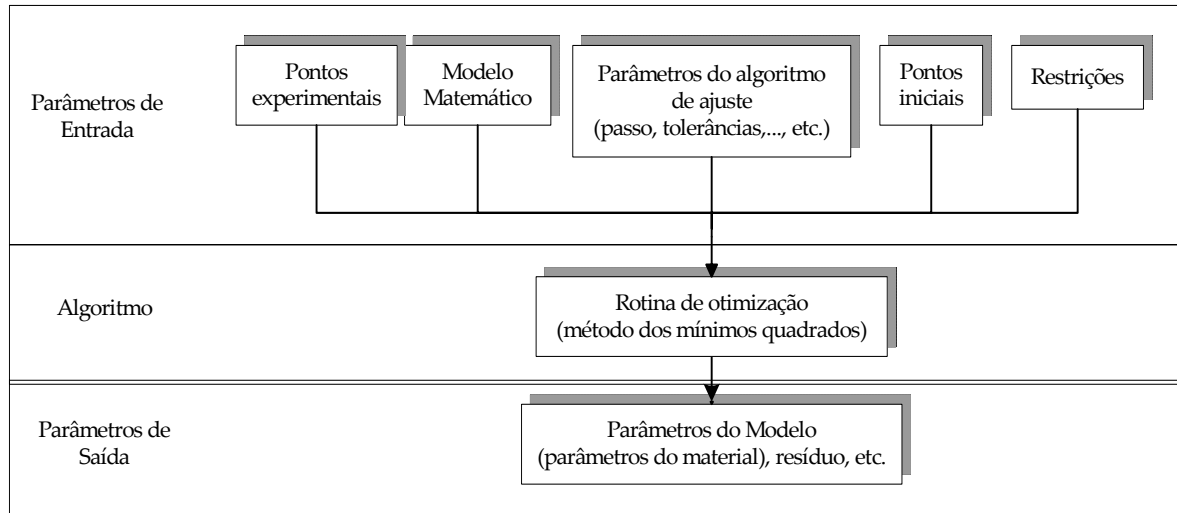 Parâmetros de
Entrada
Pontos
experimentais
Modelo
Matemático
Parâmetros do algoritmo
de ajuste
(passo, tolerâncias,..., etc.)
Pontos
iniciais
Restrições
Algoritmo
Rotina de otimização
(método dos mínimos quadrados)
Parâmetros de
Saída
Parâmetros do Modelo
(parâmetros do material), resíduo, etc.